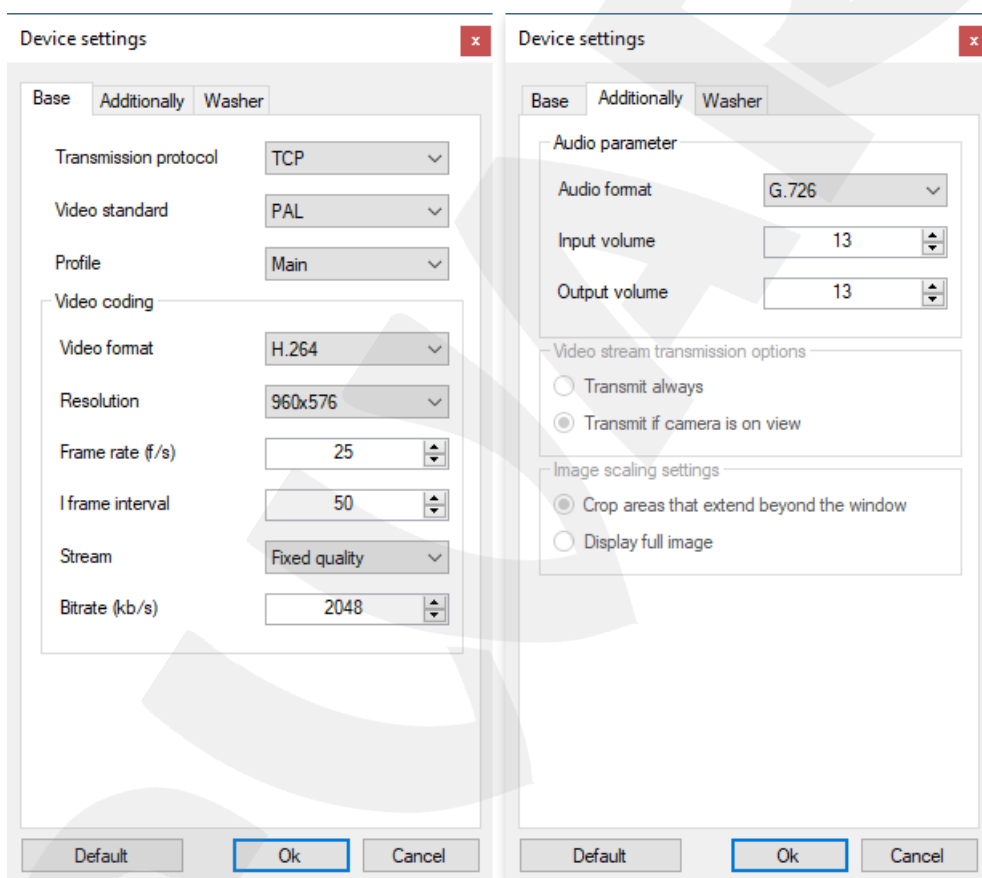 Device settings
x
Base Additionally Washer
Transmission protocol TCP
Video standard PAL
Profile Main
Video coding
Video format H.264
Resolution 960x576
Frame rate (f/s) 25
I frame interval 50
Stream Fixed quality
Bitrate (kb/s) 2048
Default Ok Cancel
Device settings
x
Base Additionally Washer
Audio parameter
Audio format G.726
Input volume 13
Output volume 13
Video stream transmission options
Transmit always
Transmit if camera is on view
Image scaling settings
Crop areas that extend beyond the window
Display full image
Default Ok Cancel